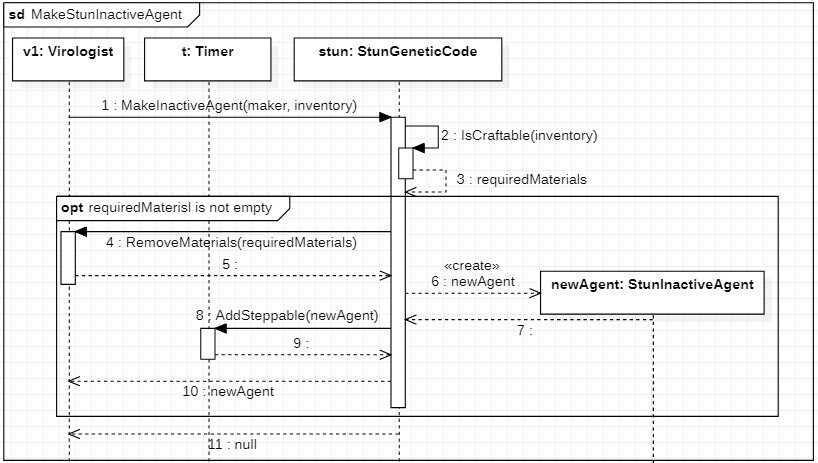 sd MakeStunInactiveAgent
v1: Virologist
t: Timer
stun: StunGeneticCode
1 : MakeInactiveAgent(maker, inventory)
2 : IsCraftable(inventory)
3 : requiredMaterials
opt requiredMaterisl is not empty
4 : RemoveMaterials(requiredMaterials)
5 :
«create»
6 : newAgent
newAgent: StunInactiveAgent
7 :
8 : AddSteppable(newAgent)
9 :
10 : newAgent
11 : null